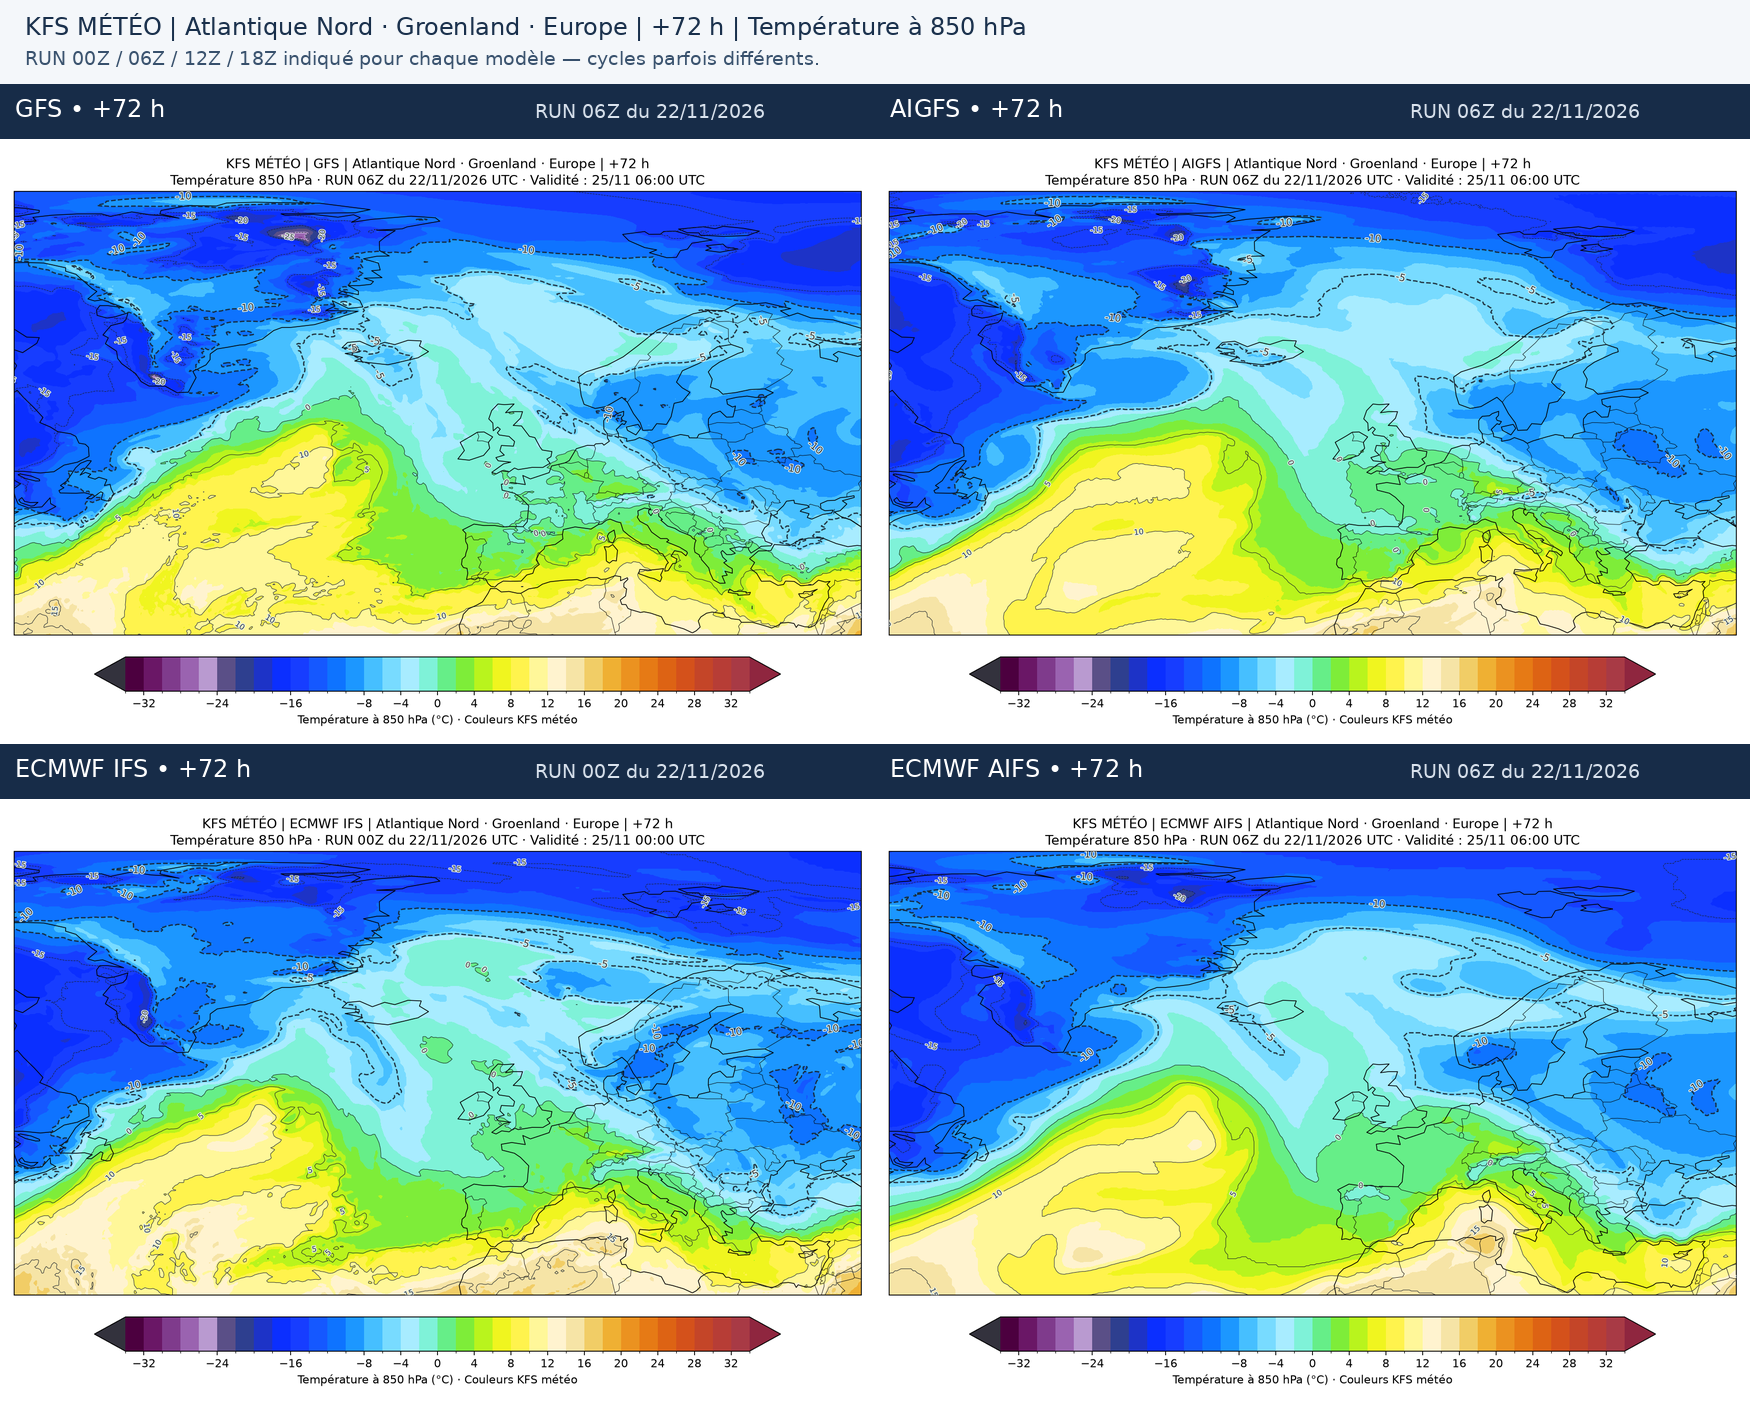 KFS MÉTÉO | Atlantique Nord · Groenland · Europe | +72 h | Température à 850 hPa
RUN 00Z / 06Z / 12Z / 18Z indiqué pour chaque modèle — cycles parfois différents.
GFS • +72 h
RUN 06Z du 22/11/2026
AIGFS • +72 h
RUN 06Z du 22/11/2026
KFS MÉTÉO | GFS | Atlantique Nord · Groenland · Europe | +72 h
Température 850 hPa · RUN 06Z du 22/11/2026 UTC · Validité : 25/11 06:00 UTC
KFS MÉTÉO | AIGFS | Atlantique Nord · Groenland · Europe | +72 h
Température 850 hPa · RUN 06Z du 22/11/2026 UTC · Validité : 25/11 06:00 UTC
−32 −24 −16 −8 −4 0 4 8 12 16 20 24 28 32
Température à 850 hPa (°C) · Couleurs KFS météo
−32 −24 −16 −8 −4 0 4 8 12 16 20 24 28 32
Température à 850 hPa (°C) · Couleurs KFS météo
ECMWF IFS • +72 h
RUN 00Z du 22/11/2026
ECMWF AIFS • +72 h
RUN 06Z du 22/11/2026
KFS MÉTÉO | ECMWF IFS | Atlantique Nord · Groenland · Europe | +72 h
Température 850 hPa · RUN 00Z du 22/11/2026 UTC · Validité : 25/11 00:00 UTC
KFS MÉTÉO | ECMWF AIFS | Atlantique Nord · Groenland · Europe | +72 h
Température 850 hPa · RUN 06Z du 22/11/2026 UTC · Validité : 25/11 06:00 UTC
−32 −24 −16 −8 −4 0 4 8 12 16 20 24 28 32
Température à 850 hPa (°C) · Couleurs KFS météo
−32 −24 −16 −8 −4 0 4 8 12 16 20 24 28 32
Température à 850 hPa (°C) · Couleurs KFS météo